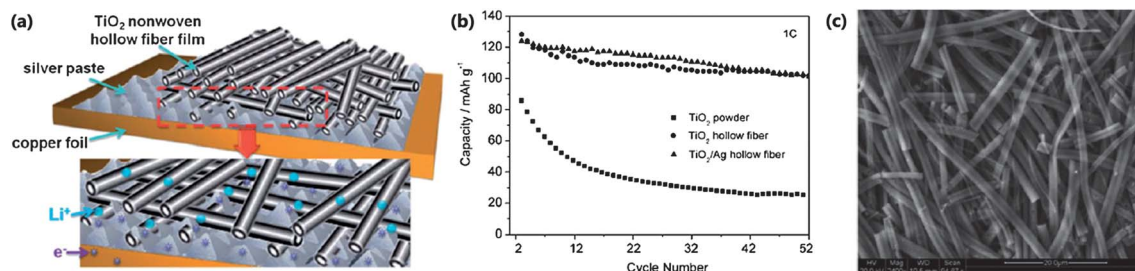 (a)
TiO₂ nonwoven
hollow fiber film
silver paste
copper foil
Li⁺
e⁻
(b)
1C
Capacity / mAh g⁻¹
140
120
100
80
60
40
20
0
TiO₂ powder
TiO₂ hollow fiber
TiO₂/Ag hollow fiber
2 12 22 32 42 52
Cycle Number
(c)
HV Mag WD Scan
20.0 μm